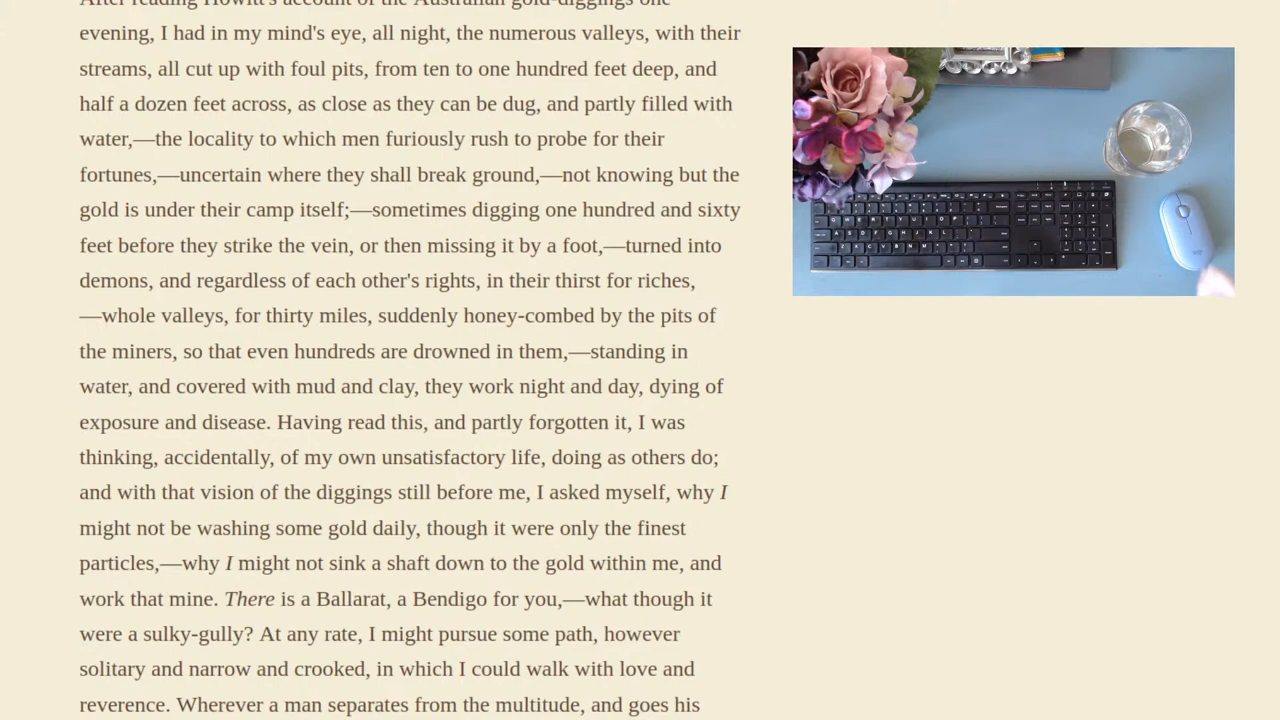 After reading Howitt's account of the Australian gold-diggings one
evening, I had in my mind's eye, all night, the numerous valleys, with their
streams, all cut up with foul pits, from ten to one hundred feet deep, and
half a dozen feet across, as close as they can be dug, and partly filled with
water,—the locality to which men furiously rush to probe for their
fortunes,—uncertain where they shall break ground,—not knowing but the
gold is under their camp itself;—sometimes digging one hundred and sixty
feet before they strike the vein, or then missing it by a foot,—turned into
demons, and regardless of each other's rights, in their thirst for riches,
—whole valleys, for thirty miles, suddenly honey-combed by the pits of
the miners, so that even hundreds are drowned in them,—standing in
water, and covered with mud and clay, they work night and day, dying of
exposure and disease. Having read this, and partly forgotten it, I was
thinking, accidentally, of my own unsatisfactory life, doing as others do;
and with that vision of the diggings still before me, I asked myself, why I
might not be washing some gold daily, though it were only the finest
particles,—why I might not sink a shaft down to the gold within me, and
work that mine. There is a Ballarat, a Bendigo for you,—what though it
were a sulky-gully? At any rate, I might pursue some path, however
solitary and narrow and crooked, in which I could walk with love and
reverence. Wherever a man separates from the multitude, and goes his